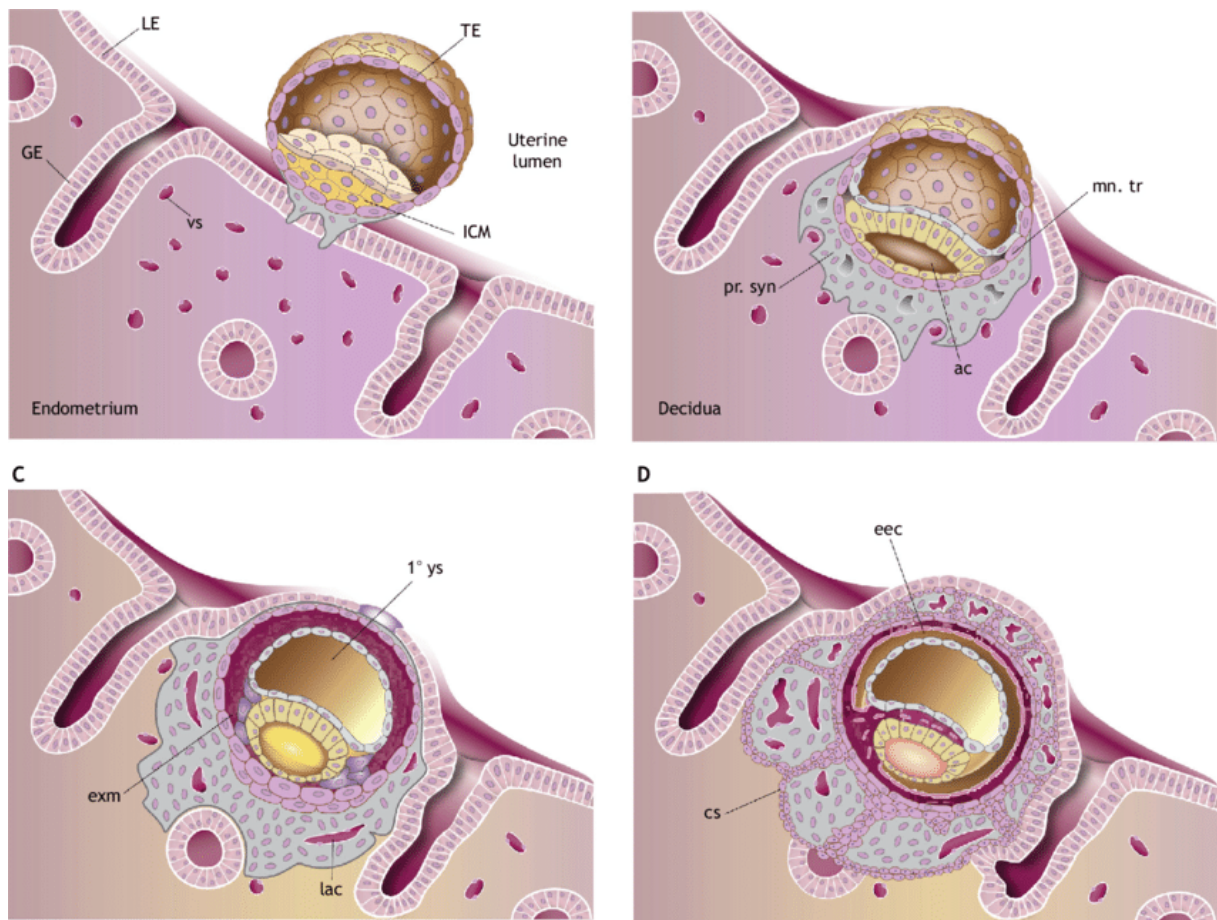 LE
TE
Uterine
lumen
GE
vs
ICM
Endometrium
mn. tr
pr. syn
ac
Decidua
C
1° ys
exm
lac
D
eec
cs